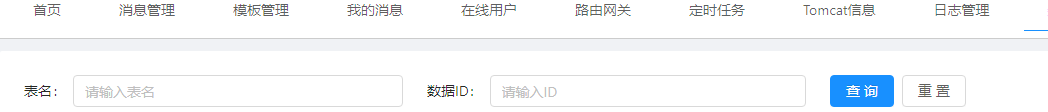 首页 消息管理 模板管理 我的消息 在线用户 路由网关 定时任务 Tomcat信息 日志管理
表名： 请输入表名 数据ID： 请输入ID 查 询 重 置